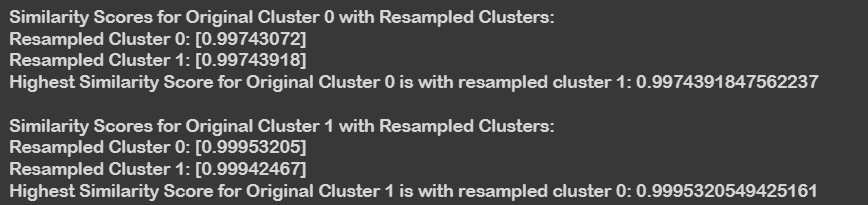 Similarity Scores for Original Cluster 0 with Resampled Clusters:
Resampled Cluster 0: [0.99743072]
Resampled Cluster 1: [0.99743918]
Highest Similarity Score for Original Cluster 0 is with resampled cluster 1: 0.9974391847562237
Similarity Scores for Original Cluster 1 with Resampled Clusters:
Resampled Cluster 0: [0.99953205]
Resampled Cluster 1: [0.99942467]
Highest Similarity Score for Original Cluster 1 is with resampled cluster 0: 0.9995320549425161